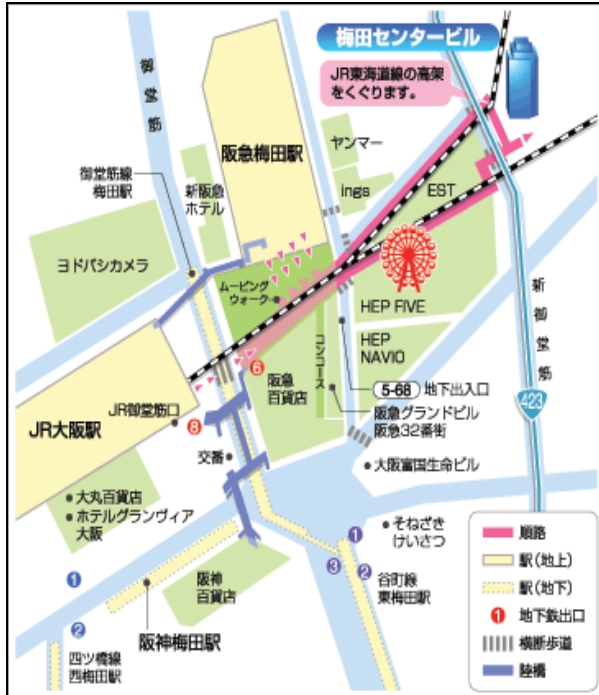 梅田センタービル
JR東海道線の高架
をくぐります。
御堂筋
阪急梅田駅
ヤンマー
御堂筋線
梅田駅
新阪急
ホテル
ings
EST
ヨドバシカメラ
ムービング
ウォーク
HEP FIVE
新御堂筋
コンコース
HEP
NAVIO
6
阪急
百貨店
5-68 地下出入口
423
JR御堂筋口
8
阪急グランドビル
阪急32番街
JR大阪駅
交番
大阪富国生命ビル
大丸百貨店
ホテルグランヴィア
大阪
そねざき
けいさつ
1
3
2
谷町線
東梅田駅
1
阪神
百貨店
2
阪神梅田駅
四ツ橋線
西梅田駅
順路
駅(地上)
駅(地下)
1 地下鉄出口
横断歩道
陸橋